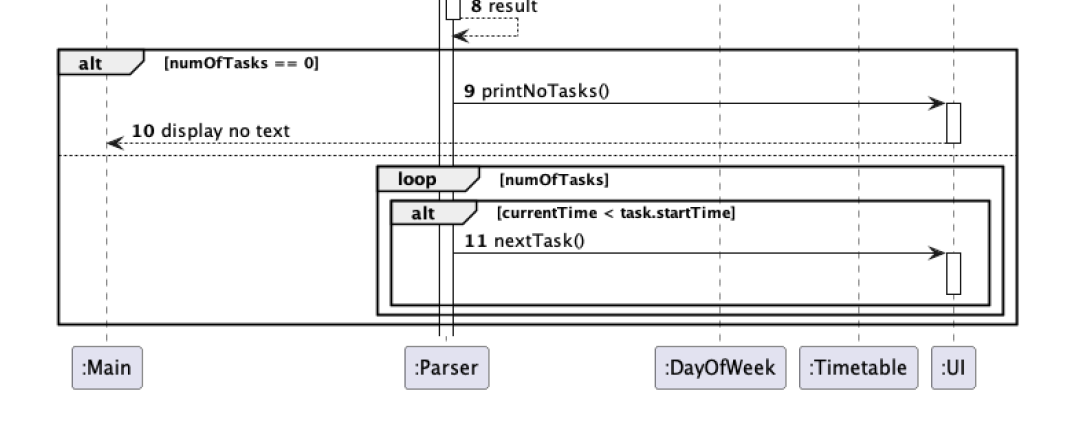 8 result
alt [numOfTasks == 0]
9 printNoTasks()
10 display no text
loop [numOfTasks]
alt [currentTime < task.startTime]
11 nextTask()
:Main :Parser :DayOfWeek :Timetable :UI